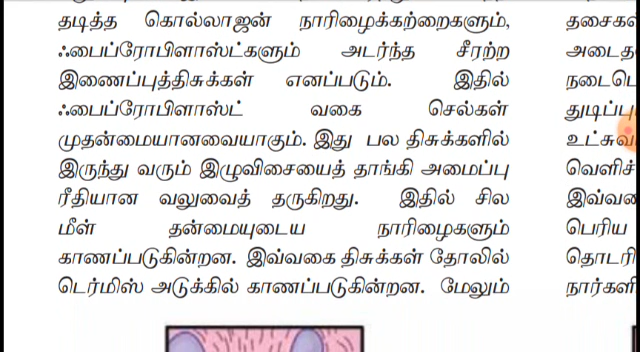 தடித்த கொல்லாஜன் நாரிழைக்கற்றைகளும்,
ஃபைப்ரோபிளாஸ்ட்களும் அடர்ந்த சீரற்ற
இணைப்புத்திசுக்கள் எனப்படும். இதில்
ஃபைப்ரோபிளாஸ்ட் வகை செல்கள்
முதன்மையானவையாகும். இது பல திசுக்களில்
இருந்து வரும் இழுவிசையைத் தாங்கி அமைப்பு
ரீதியான வலுவைத் தருகிறது. இதில் சில
மீள் தன்மையுடைய நாரிழைகளும்
காணப்படுகின்றன. இவ்வகை திசுக்கள் தோலில்
டெர்மிஸ் அடுக்கில் காணப்படுகின்றன. மேலும்
பெரிய